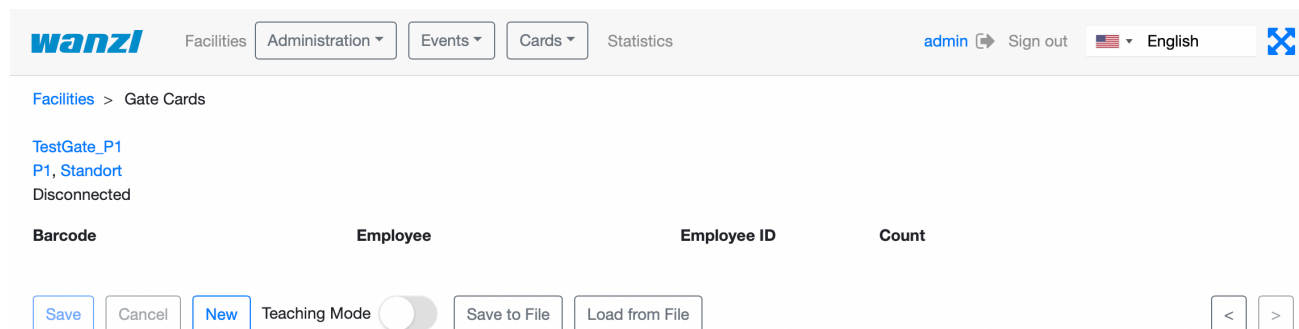 wanzl Facilities Administration Events Cards Statistics admin Sign out English
Facilities > Gate Cards
TestGate_P1
P1, Standort
Disconnected
Barcode Employee Employee ID Count
Save Cancel New Teaching Mode Save to File Load from File < >